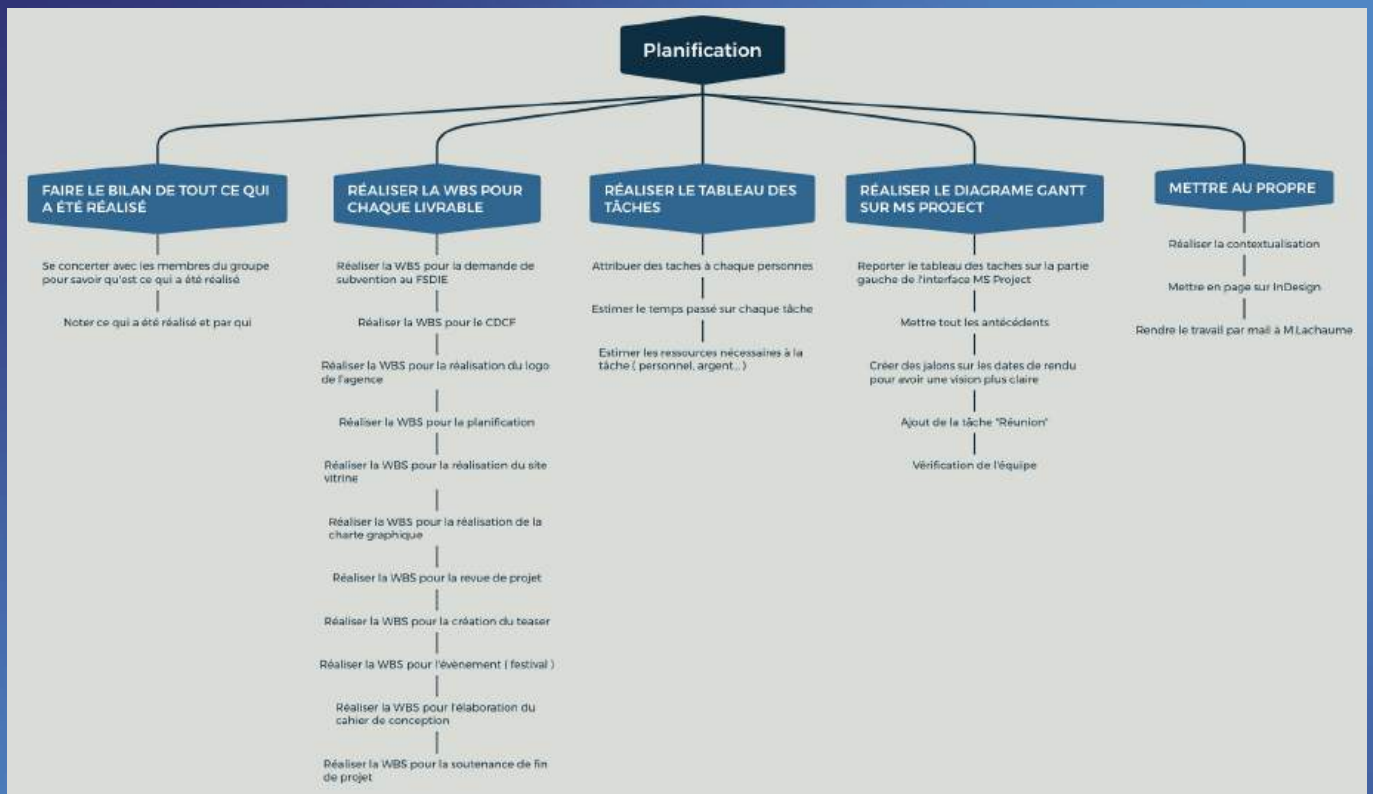 Planification
FAIRE LE BILAN DE TOUT CE QUI
A ÉTÉ RÉALISÉ
Se concerter avec les membres du groupe
pour savoir qu'est ce qui a été réalisé
Noter ce qui a été réalisé et par qui
RÉALISER LA WBS POUR
CHAQUE LIVRABLE
Réaliser la WBS pour la demande de
subvention au FSDIE
Réaliser la WBS pour le CDCF
Réaliser la WBS pour la réalisation du logo
de l'agence
Réaliser la WBS pour la planification
Réaliser la WBS pour la réalisation du site
vitrine
Réaliser la WBS pour la réalisation de la
charte graphique
Réaliser la WBS pour la revue de projet
Réaliser la WBS pour la création du teaser
Réaliser la WBS pour l'évènement ( festival )
Réaliser la WBS pour l'élaboration du
cahier de conception
Réaliser la WBS pour la soutenance de fin
de projet
RÉALISER LE TABLEAU DES
TÂCHES
Attribuer des taches à chaque personnes
Estimer le temps passé sur chaque tâche
Estimer les ressources nécessaires à la
tâche ( personnel, argent... )
RÉALISER LE DIAGRAME GANTT
SUR MS PROJECT
Reporter le tableau des taches sur la partie
gauche de l'interface MS Project
Mettre tout les antécédents
Créer des jalons sur les dates de rendu
pour avoir une vision plus claire
Ajout de la tâche "Réunion"
Vérification de l'équipe
METTRE AU PROPRE
Réaliser la contextualisation
Mettre en page sur InDesign
Rendre le travail par mail à M.Lachaume